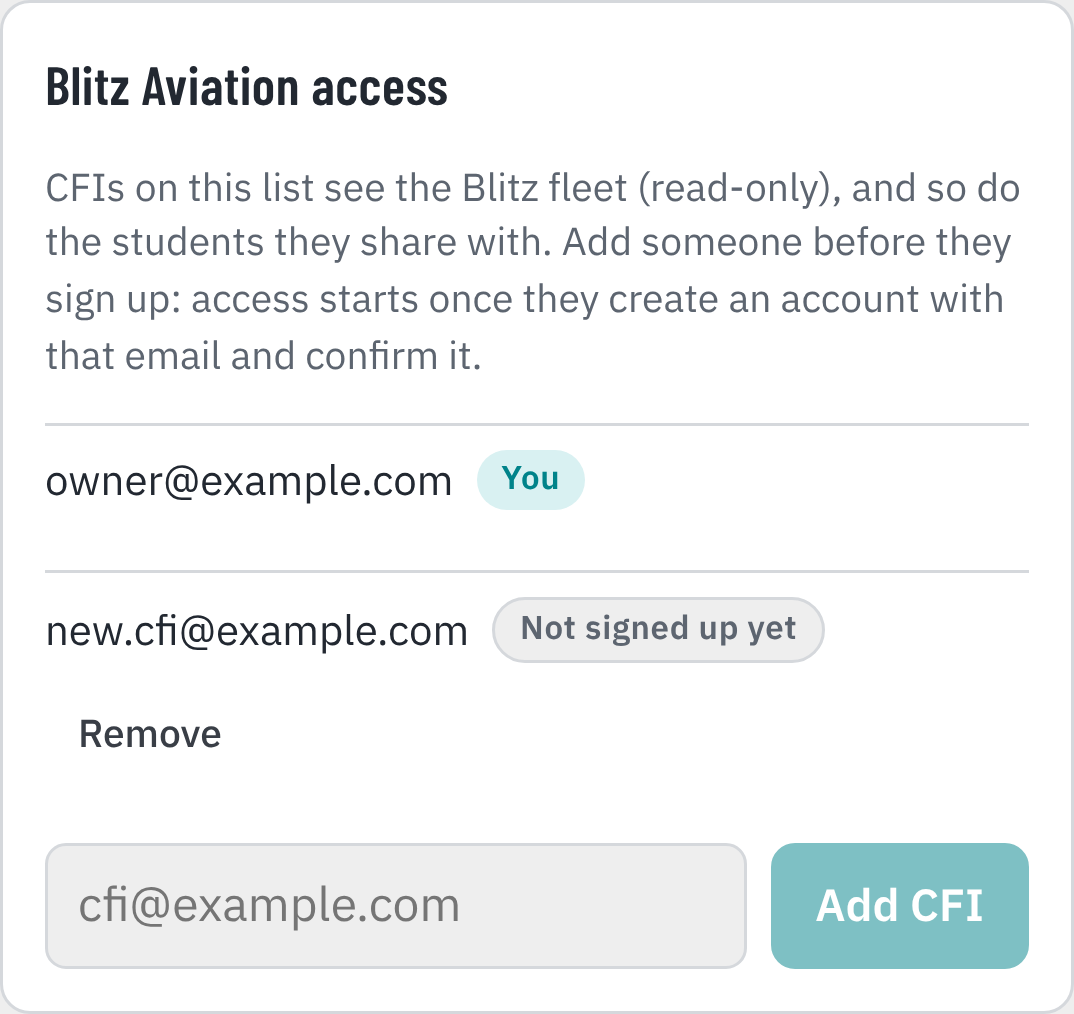 Blitz Aviation access
CFIs on this list see the Blitz fleet (read-only), and so do
the students they share with. Add someone before they
sign up: access starts once they create an account with
that email and confirm it.
owner@example.com You
new.cfi@example.com Not signed up yet
Remove
cfi@example.com Add CFI